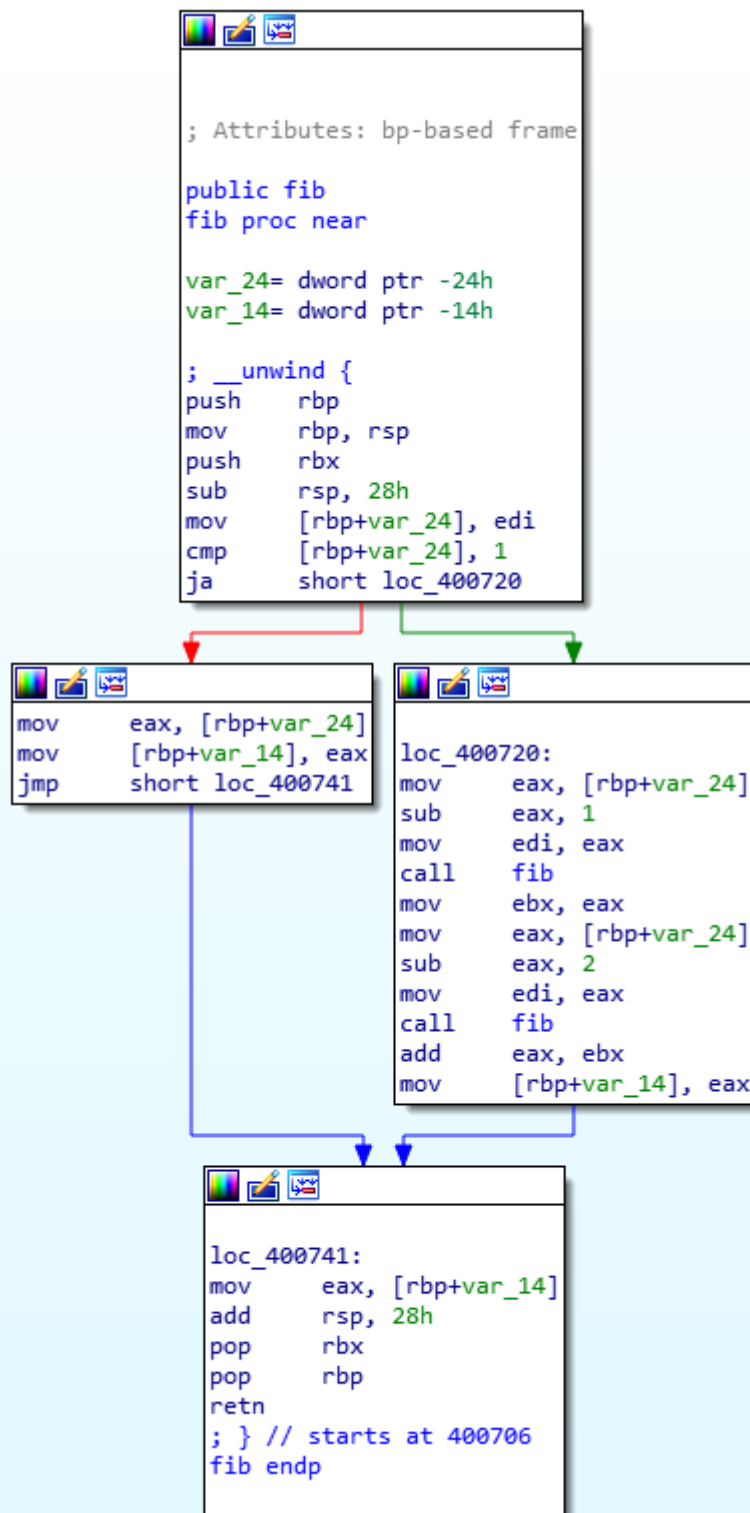 ; Attributes: bp-based frame
public fib
fib proc near
var_24= dword ptr -24h
var_14= dword ptr -14h
; __unwind {
push rbp
mov rbp, rsp
push rbx
sub rsp, 28h
mov [rbp+var_24], edi
cmp [rbp+var_24], 1
ja short loc_400720
mov eax, [rbp+var_24]
mov [rbp+var_14], eax
jmp short loc_400741
loc_400720:
mov eax, [rbp+var_24]
sub eax, 1
mov edi, eax
call fib
mov ebx, eax
mov eax, [rbp+var_24]
sub eax, 2
mov edi, eax
call fib
add eax, ebx
mov [rbp+var_14], eax
loc_400741:
mov eax, [rbp+var_14]
add rsp, 28h
pop rbx
pop rbp
retn
; } // starts at 400706
fib endp